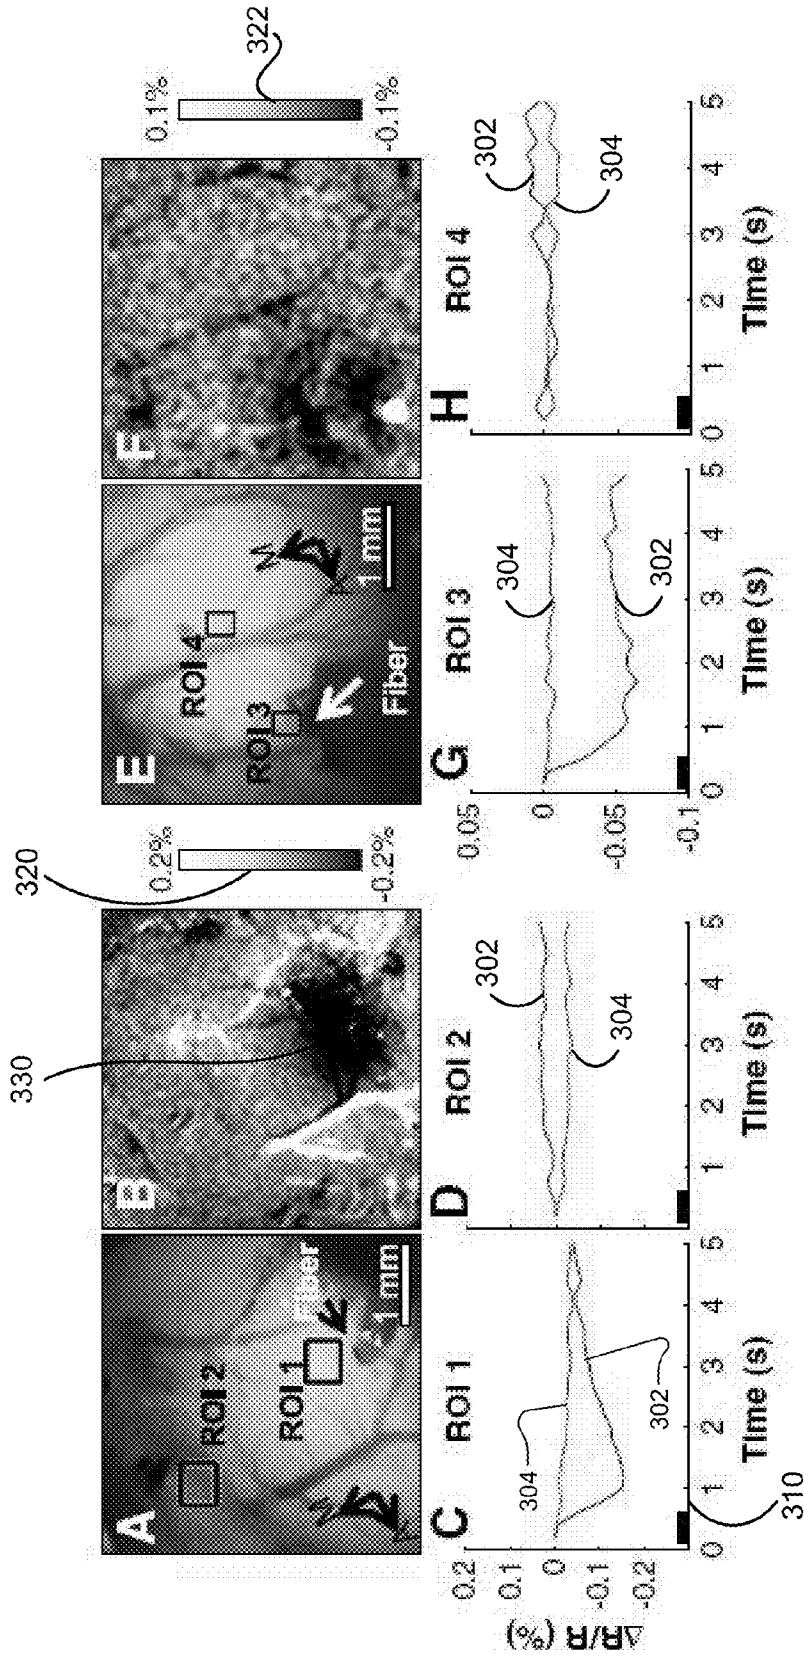 320
330
322
A
ROI 2
ROI 1
Fiber
1 mm
B
0.2%
-0.2%
E
ROI 4
ROI 3
Fiber
1 mm
F
0.1%
-0.1%
C
ROI 1
304
302
0.2
0.1
0
-0.1
-0.2
ΔR/R (%)
0 1 2 3 4 5
Time (s)
310
D
ROI 2
302
304
1 2 3 4 5
Time (s)
G
ROI 3
304
302
0.05
0
-0.05
-0.1
0 1 2 3 4 5
Time (s)
H
ROI 4
302
304
0 1 2 3 4 5
Time (s)